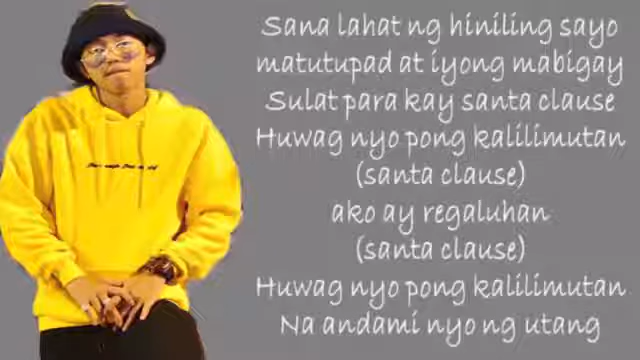 Sana lahat ng hiniling sayo
matutupad at iyong mabigay
Sulat para kay santa clause
Huwag nyo pong kalilimutan
(santa clause)
ako ay regaluhan
(santa clause)
Huwag nyo pong kalilimutan
Na andami nyo ng utang